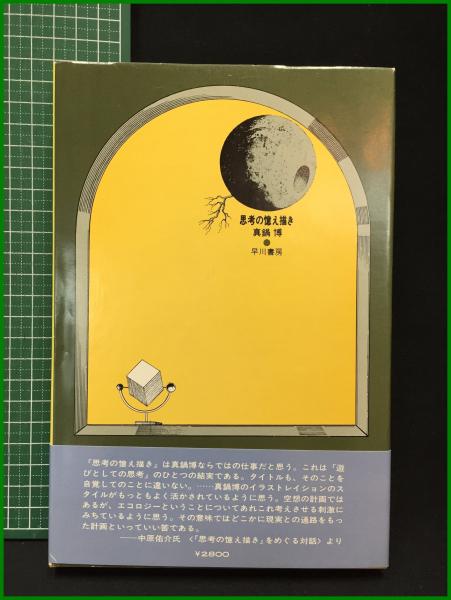 思考の憶え描き
真鍋 博
早川書房
「思考の憶え描き」は真鍋博ならではの仕事だと思う。これは「遊
びとしての思考」のひとつの結実である。タイトルも、そのことを
自覚してのことに違いない。……真鍋博のイラストレイションのス
タイルがもっともよく活かされているように思う。空想の計画では
あるが、エコロジーということについてあれこれ考えさせる刺激に
みちているように思う。その意味ではどこかに現実との通路をもっ
た計画といっていい筈である。
――中原佑介氏 〈「思考の憶え描き」をめぐる対話〉より
¥2800